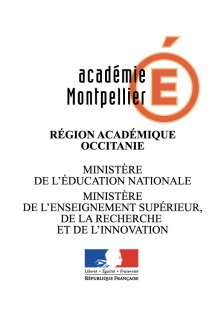 académie
Montpellier
É
RÉGION ACADÉMIQUE
OCCITANIE
MINISTÈRE
DE L'ÉDUCATION NATIONALE
MINISTÈRE
DE L'ENSEIGNEMENT SUPÉRIEUR,
DE LA RECHERCHE
ET DE L'INNOVATION
Liberté • Égalité • Fraternité
RÉPUBLIQUE FRANÇAISE